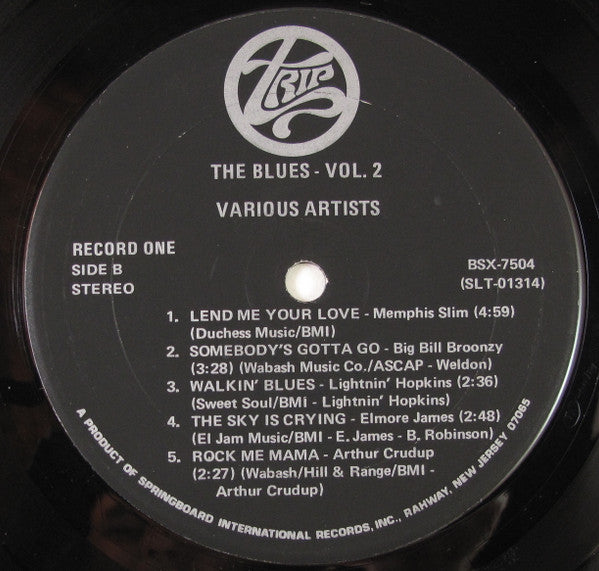 TRIP
THE BLUES - VOL. 2
VARIOUS ARTISTS
RECORD ONE
SIDE B
STEREO
BSX-7504
(SLT-01314)
1. LEND ME YOUR LOVE - Memphis Slim (4:59)
(Duchess Music/BMI)
2. SOMEBODY'S GOTTA GO - Big Bill Broonzy
(3:28) (Wabash Music Co./ASCAP - Weldon)
3. WALKIN' BLUES - Lightnin' Hopkins (2:36)
(Sweet Soul/BMI - Lightnin' Hopkins)
4. THE SKY IS CRYING - Elmore James (2:48)
(El Jam Music/BMI - E. James - B. Robinson)
5. ROCK ME MAMA - Arthur Crudup
(2:27) (Wabash/Hill & Range/BMI -
Arthur Crudup)
A PRODUCT OF SPRINGBOARD INTERNATIONAL RECORDS, INC., RAHWAY, NEW JERSEY 07065